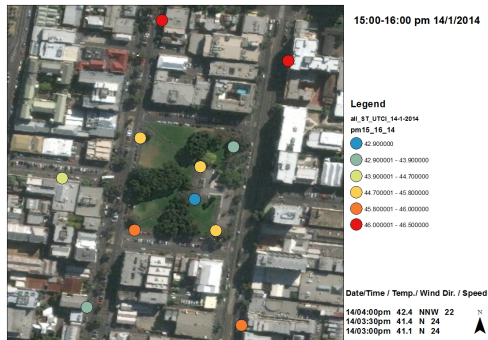 15:00-16:00 pm 14/1/2014
Legend
all_ST_UTCI_14-1-2014
pm15_16_14
42.900000
42.900001 - 43.900000
43.900001 - 44.700000
44.700001 - 45.800000
45.800001 - 46.000000
46.000001 - 46.500000
Date/Time / Temp./ Wind Dir. / Speed
14/04:00pm 42.4 NNW 22
14/03:30pm 41.4 N 24
14/03:00pm 41.1 N 24
N